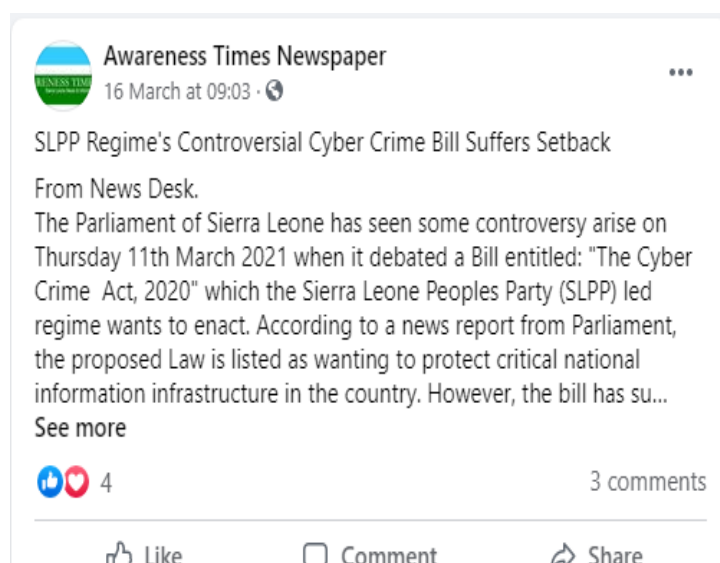 Awareness Times Newspaper
16 March at 09:03 ·
SLPP Regime's Controversial Cyber Crime Bill Suffers Setback
From News Desk.
The Parliament of Sierra Leone has seen some controversy arise on
Thursday 11th March 2021 when it debated a Bill entitled: "The Cyber
Crime Act, 2020" which the Sierra Leone Peoples Party (SLPP) led
regime wants to enact. According to a news report from Parliament,
the proposed Law is listed as wanting to protect critical national
information infrastructure in the country. However, the bill has su...
See more
4
3 comments
Like
Comment
Share